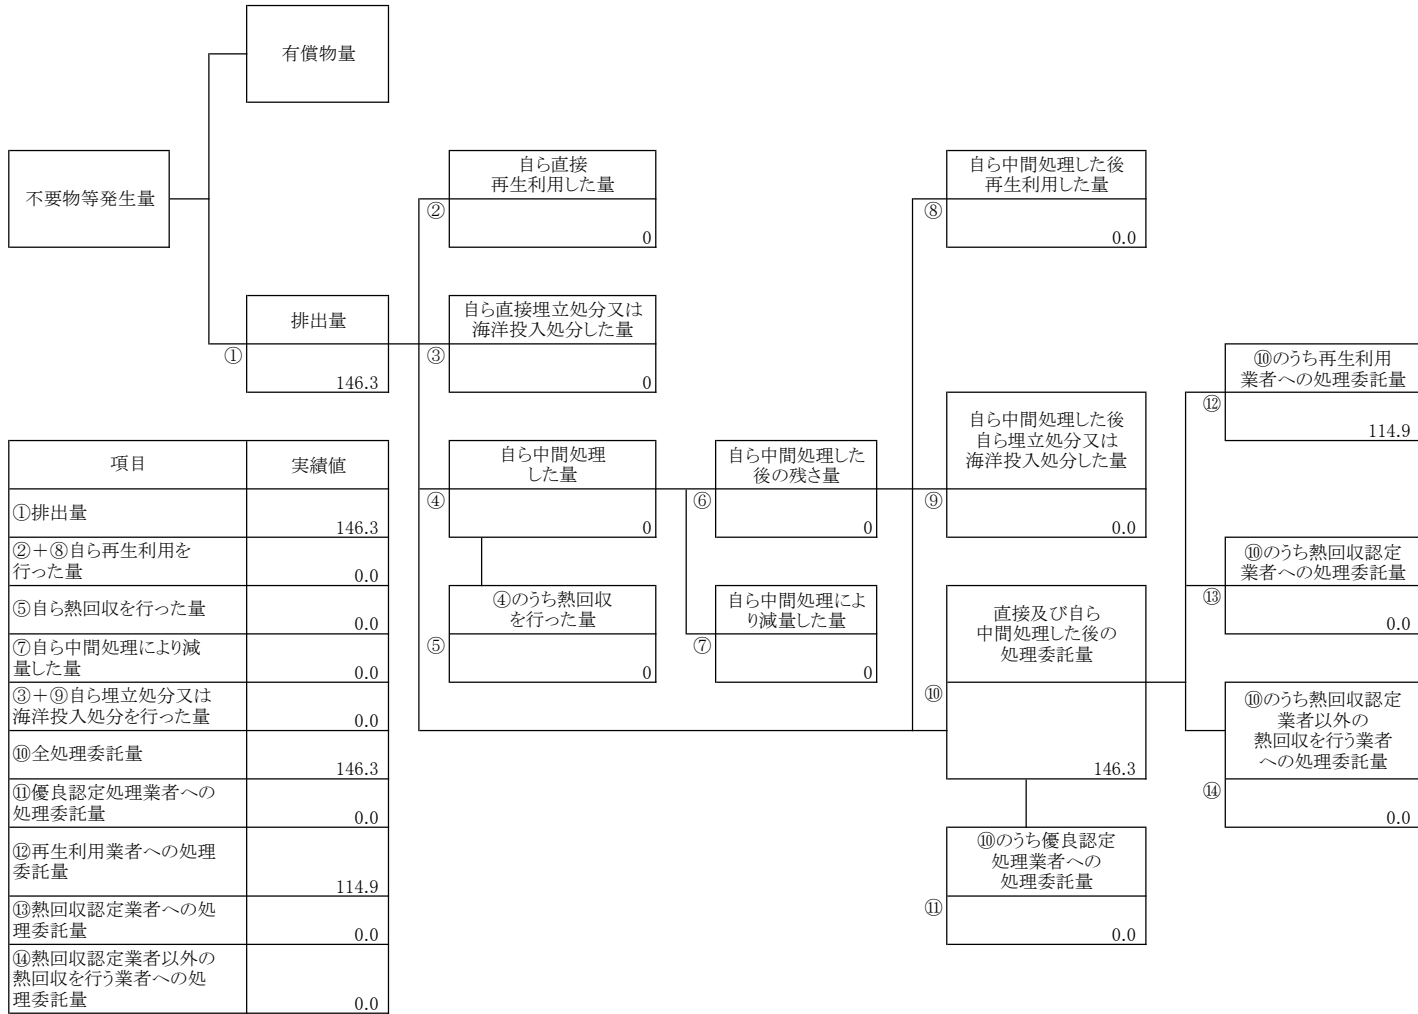 有償物量
不要物等発生量
自ら直接
再生利用した量
②
0
自ら中間処理した後
再生利用した量
⑧
0.0
排出量
①
146.3
自ら直接埋立処分又は
海洋投入処分した量
③
0
⑩のうち再生利用
業者への処理委託量
⑫
114.9
自ら中間処理
した量
④
0
自ら中間処理した
後の残さ量
⑥
0
自ら中間処理した後
自ら埋立処分又は
海洋投入処分した量
⑨
0.0
⑩のうち熱回収認定
業者への処理委託量
⑬
0.0
④のうち熱回収
を行った量
⑤
0
自ら中間処理によ
り減量した量
⑦
0
直接及び自ら
中間処理した後の
処理委託量
⑩
146.3
⑩のうち熱回収認定
業者以外の
熱回収を行う業者
への処理委託量
⑭
0.0
⑩のうち優良認定
処理業者への
処理委託量
⑪
0.0
項目 実績値
①排出量
146.3
②+⑧自ら再生利用を
行った量 0.0
⑤自ら熱回収を行った量
0.0
⑦自ら中間処理により減
量した量 0.0
③+⑨自ら埋立処分又は
海洋投入処分を行った量 0.0
⑩全処理委託量
146.3
⑪優良認定処理業者への
処理委託量 0.0
⑫再生利用業者への処理
委託量
114.9
⑬熱回収認定業者への処
理委託量 0.0
⑭熱回収認定業者以外の
熱回収を行う業者への処
理委託量 0.0